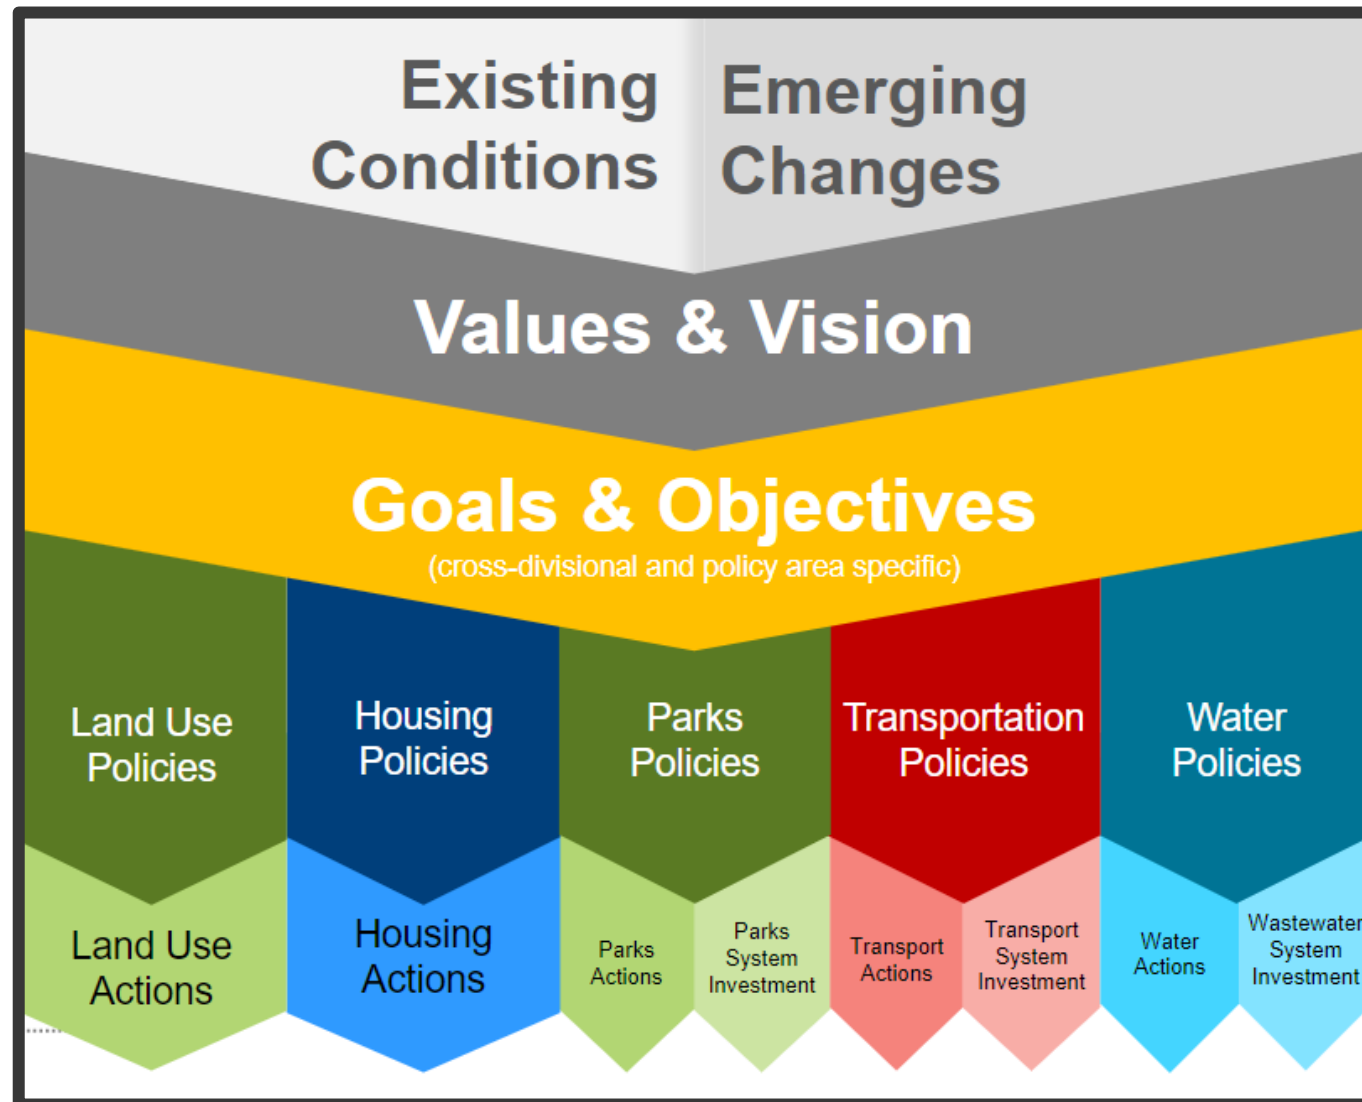 Existing
Conditions
Emerging
Changes
Values & Vision
Goals & Objectives
(cross-divisional and policy area specific)
Land Use
Policies
Housing
Policies
Parks
Policies
Transportation
Policies
Water
Policies
Land Use
Actions
Housing
Actions
Parks
Actions
Parks
System
Investment
Transport
Actions
Transport
System
Investment
Water
Actions
Wastewater
System
Investment